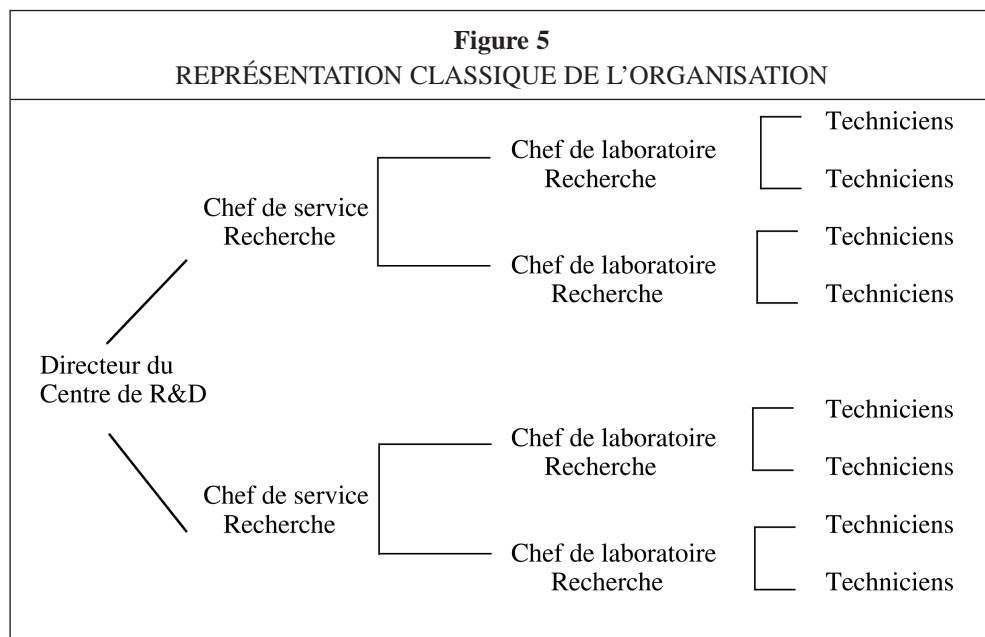 Figure 5
REPRÉSENTATION CLASSIQUE DE L'ORGANISATION
Directeur du
Centre de R&D
Chef de service
Recherche
Chef de laboratoire
Recherche
Techniciens
Techniciens
Chef de laboratoire
Recherche
Techniciens
Techniciens
Chef de service
Recherche
Chef de laboratoire
Recherche
Techniciens
Techniciens
Chef de laboratoire
Recherche
Techniciens
Techniciens